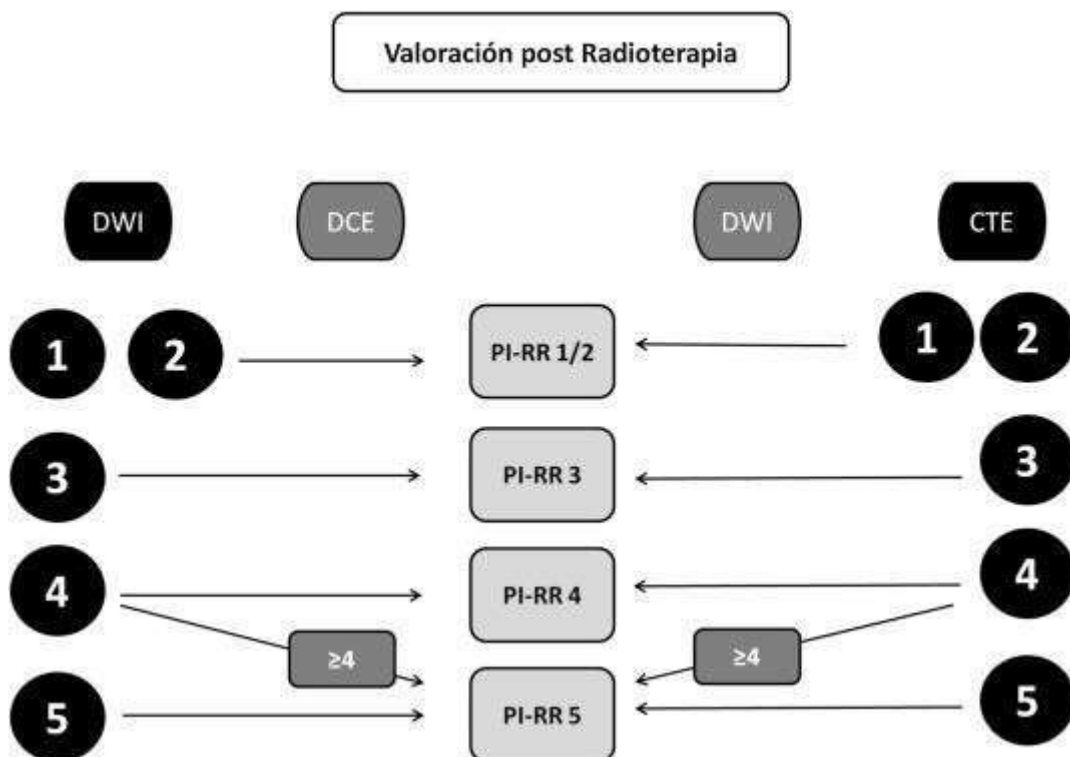 Valoración post Radioterapia
DWI
DCE
DWI
CTE
1
2
PI-RR 1/2
1
2
3
PI-RR 3
3
4
PI-RR 4
4
≥4
≥4
5
PI-RR 5
5